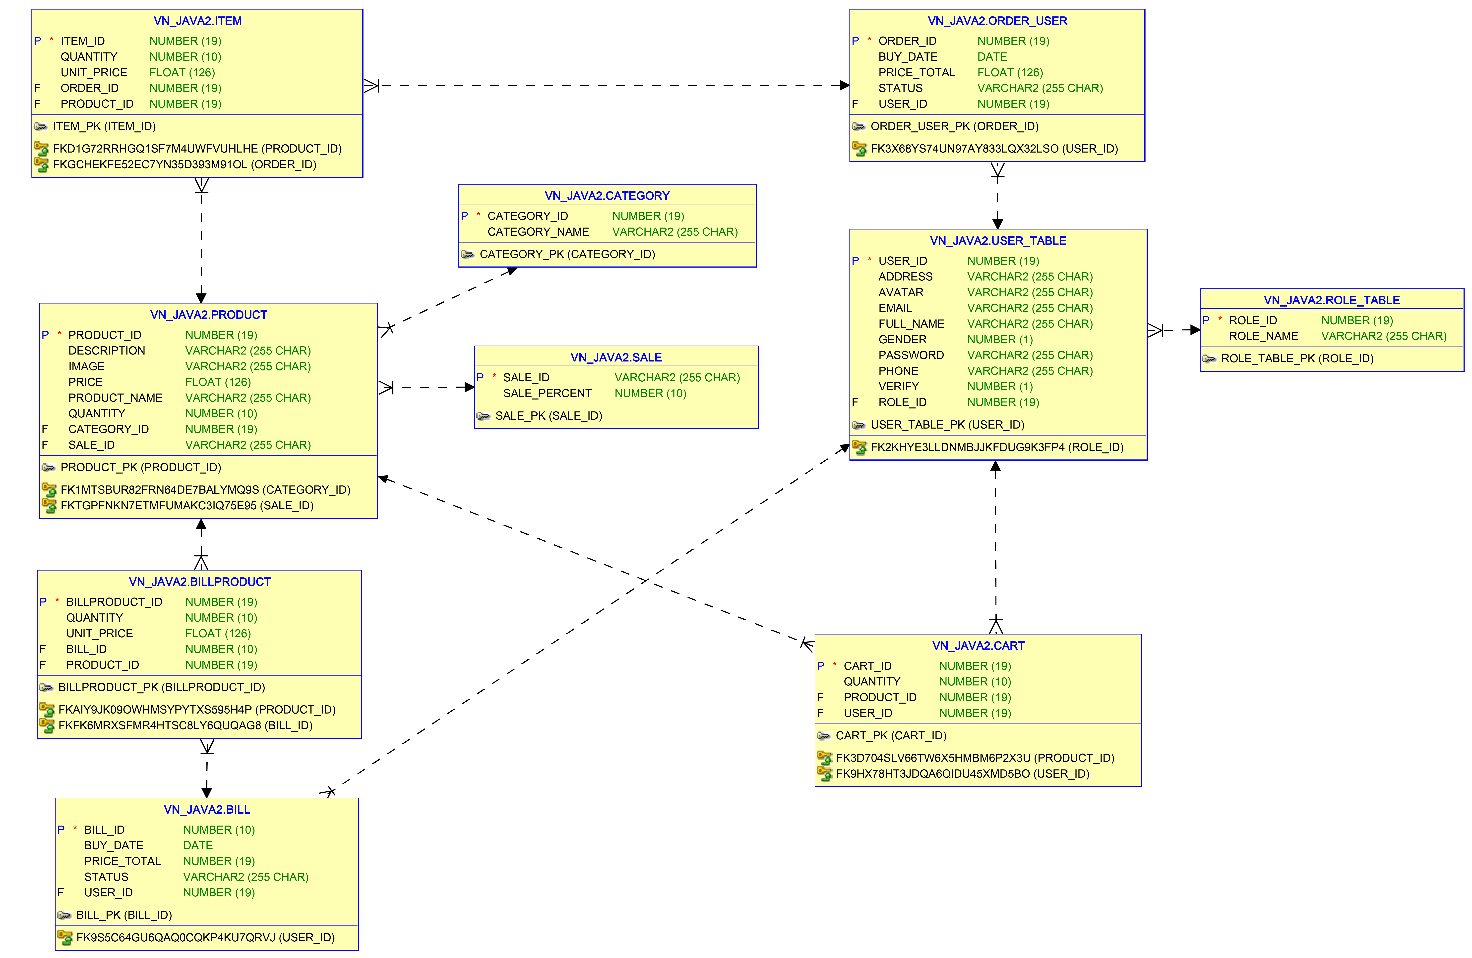 VN_JAVA2.ITEM
P * ITEM_ID NUMBER (19)
QUANTITY NUMBER (10)
UNIT_PRICE FLOAT (126)
F ORDER_ID NUMBER (19)
F PRODUCT_ID NUMBER (19)
ITEM_PK (ITEM_ID)
FKD1G72RRHGQ1SF7M4UWFVUHLHE (PRODUCT_ID)
FKGCHEKFE52EC7YN35D393M91OL (ORDER_ID)
VN_JAVA2.ORDER_USER
P * ORDER_ID NUMBER (19)
BUY_DATE DATE
PRICE_TOTAL FLOAT (126)
STATUS VARCHAR2 (255 CHAR)
F USER_ID NUMBER (19)
ORDER_USER_PK (ORDER_ID)
FK3X68YS74UN97AY833LQX32LSO (USER_ID)
VN_JAVA2.CATEGORY
P * CATEGORY_ID NUMBER (19)
CATEGORY_NAME VARCHAR2 (255 CHAR)
CATEGORY_PK (CATEGORY_ID)
VN_JAVA2.USER_TABLE
P * USER_ID NUMBER (19)
ADDRESS VARCHAR2 (255 CHAR)
AVATAR VARCHAR2 (255 CHAR)
EMAIL VARCHAR2 (255 CHAR)
FULL_NAME VARCHAR2 (255 CHAR)
GENDER NUMBER (1)
PASSWORD VARCHAR2 (255 CHAR)
PHONE VARCHAR2 (255 CHAR)
VERIFY NUMBER (1)
F ROLE_ID NUMBER (19)
USER_TABLE_PK (USER_ID)
FK2KHYE3LLDNMBJJKFDUG9K3FP4 (ROLE_ID)
VN_JAVA2.ROLE_TABLE
P * ROLE_ID NUMBER (19)
ROLE_NAME VARCHAR2 (255 CHAR)
ROLE_TABLE_PK (ROLE_ID)
VN_JAVA2.PRODUCT
P * PRODUCT_ID NUMBER (19)
DESCRIPTION VARCHAR2 (255 CHAR)
IMAGE VARCHAR2 (255 CHAR)
PRICE FLOAT (126)
PRODUCT_NAME VARCHAR2 (255 CHAR)
QUANTITY NUMBER (10)
F CATEGORY_ID NUMBER (19)
F SALE_ID VARCHAR2 (255 CHAR)
PRODUCT_PK (PRODUCT_ID)
FK1MTSBUR82FRN64DE7BALYMQ9S (CATEGORY_ID)
FKTGPFNKN7ETMFUMAKC3IQ75E95 (SALE_ID)
VN_JAVA2.SALE
P * SALE_ID VARCHAR2 (255 CHAR)
SALE_PERCENT NUMBER (10)
SALE_PK (SALE_ID)
VN_JAVA2.BILLPRODUCT
P * BILLPRODUCT_ID NUMBER (19)
QUANTITY NUMBER (10)
UNIT_PRICE FLOAT (126)
F BILL_ID NUMBER (10)
F PRODUCT_ID NUMBER (19)
BILLPRODUCT_PK (BILLPRODUCT_ID)
FKAIY9JK09OWHMSYPYTXS595H4P (PRODUCT_ID)
FKFK6MRXSFMR4HTSC8LY6QUQAG8 (BILL_ID)
VN_JAVA2.CART
P * CART_ID NUMBER (19)
QUANTITY NUMBER (10)
F PRODUCT_ID NUMBER (19)
F USER_ID NUMBER (19)
CART_PK (CART_ID)
FK3D704SLV66TW6X5HMBM6P2X3U (PRODUCT_ID)
FK9HX78HT3JDQA6QIDU45XMD5BO (USER_ID)
VN_JAVA2.BILL
P * BILL_ID NUMBER (10)
BUY_DATE DATE
PRICE_TOTAL NUMBER (19)
STATUS VARCHAR2 (255 CHAR)
F USER_ID NUMBER (19)
BILL_PK (BILL_ID)
FK9S5C64GU6QAQ0CQKP4KU7QRVJ (USER_ID)